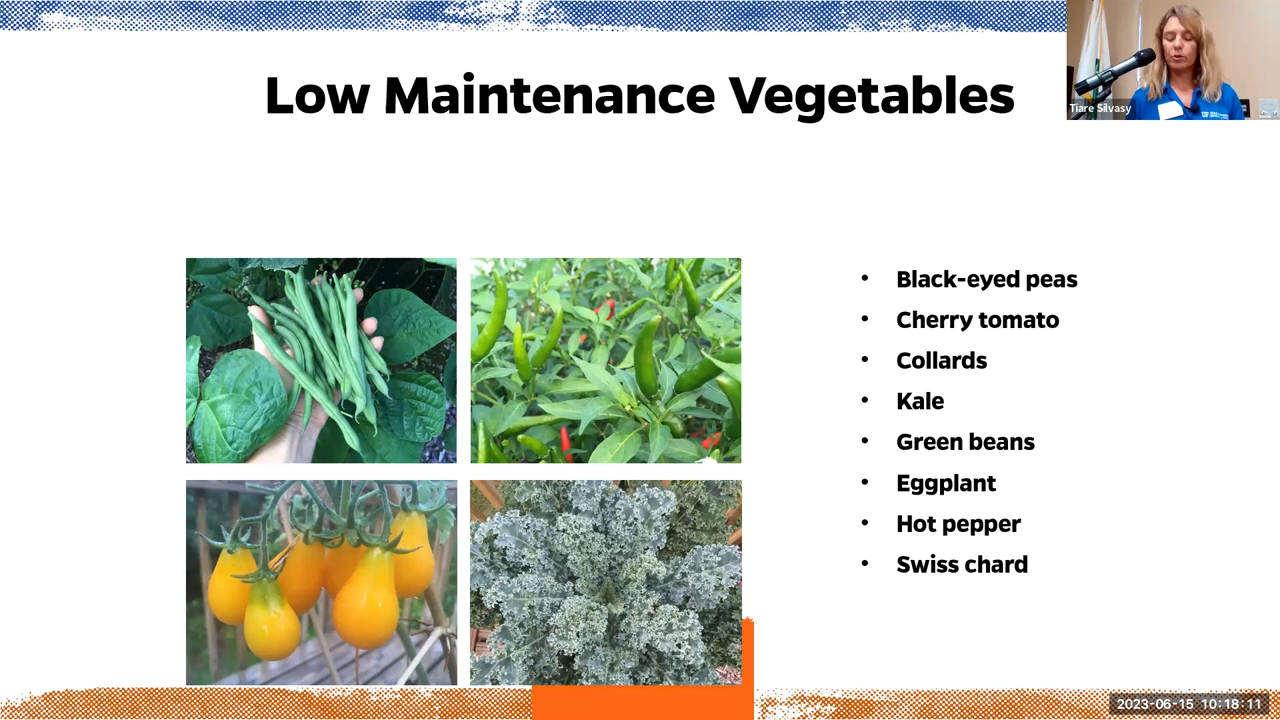 Low Maintenance Vegetables
Tiare Silvasy
• Black-eyed peas
• Cherry tomato
• Collards
• Kale
• Green beans
• Eggplant
• Hot pepper
• Swiss chard
2023-06-15 10:18:11